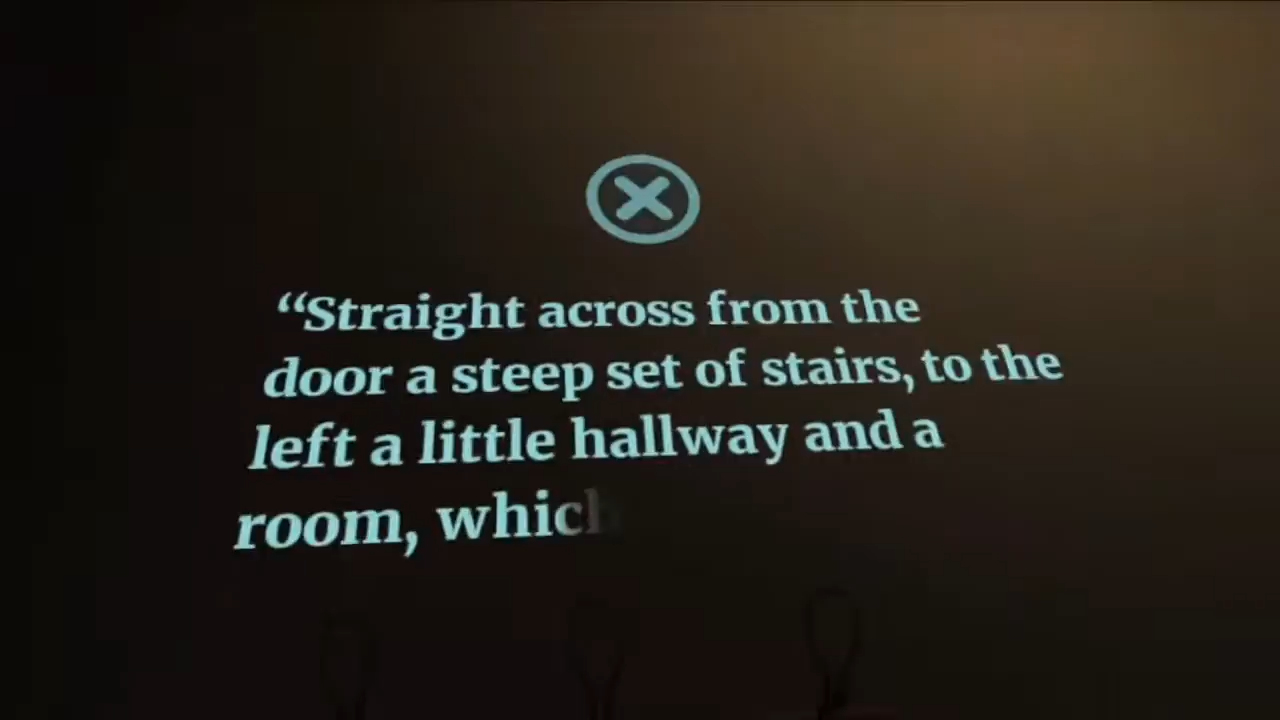 “Straight across from the
door a steep set of stairs, to the
left a little hallway and a
room, which